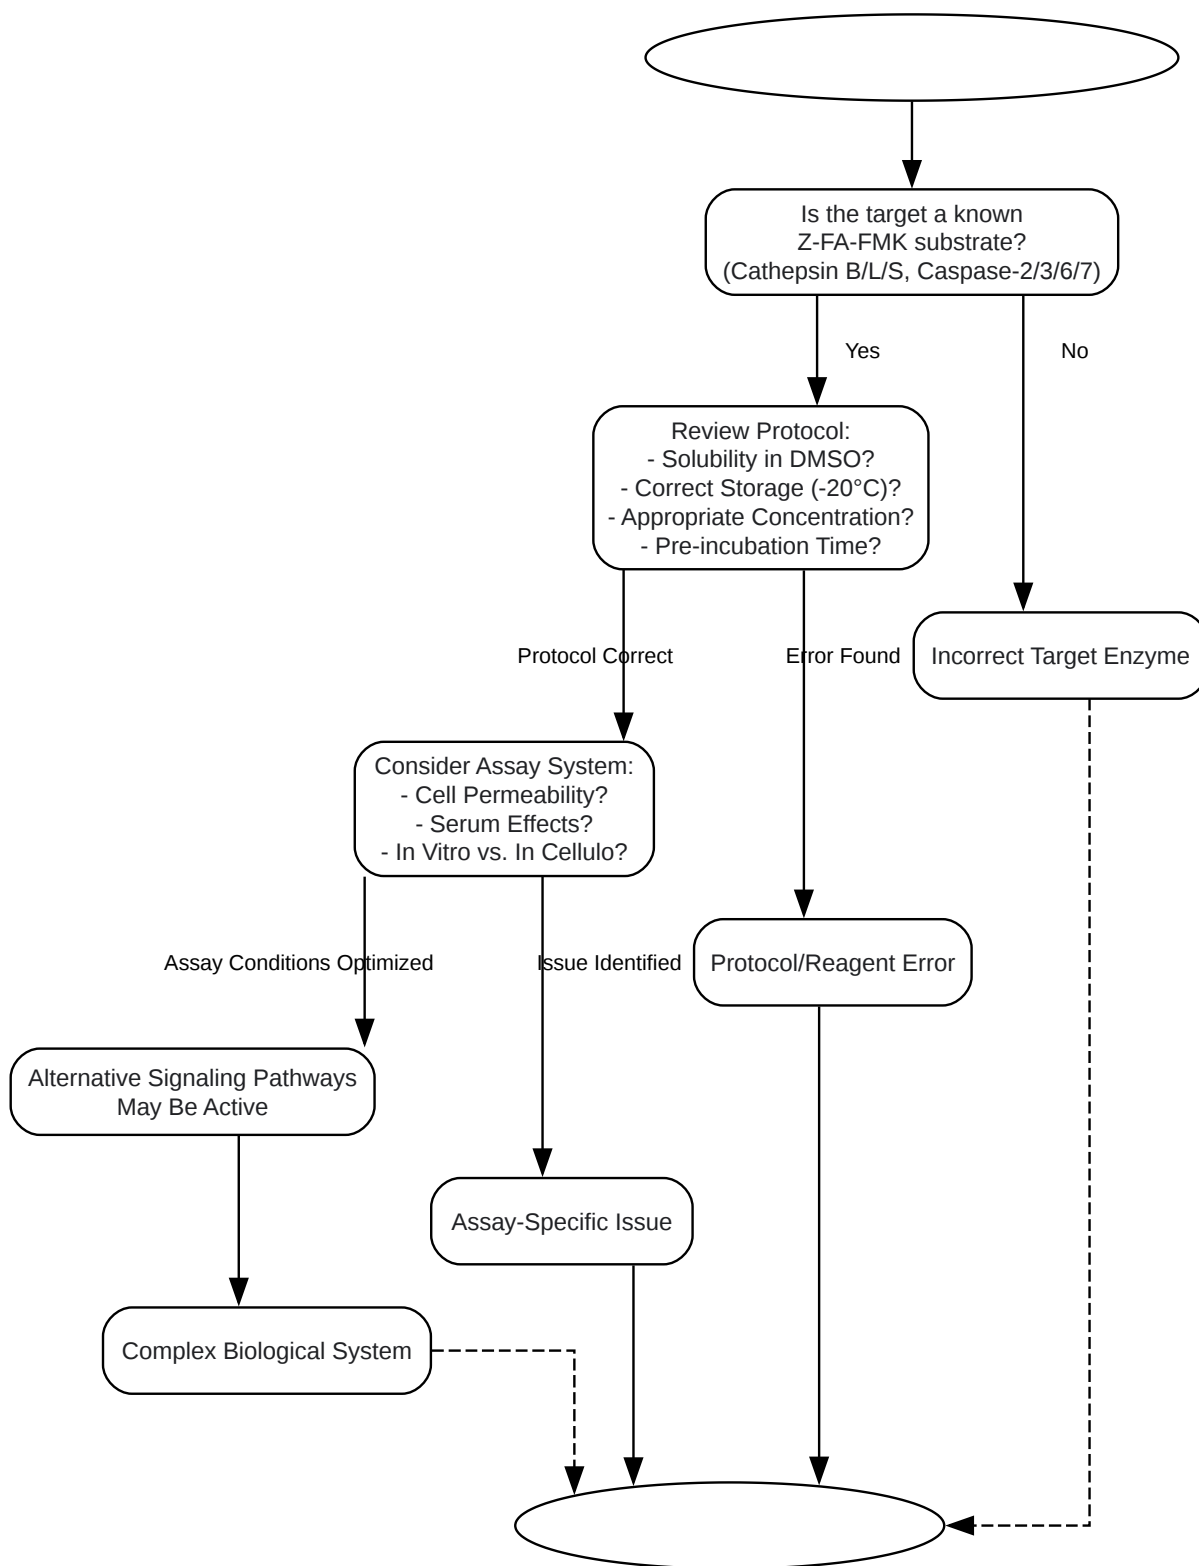 Is the target a known
Z-FA-FMK substrate?
(Cathepsin B/L/S, Caspase-2/3/6/7)
Yes
No
Review Protocol:
- Solubility in DMSO?
- Correct Storage (-20°C)?
- Appropriate Concentration?
- Pre-incubation Time?
Protocol Correct
Error Found
Incorrect Target Enzyme
Consider Assay System:
- Cell Permeability?
- Serum Effects?
- In Vitro vs. In Cellulo?
Assay Conditions Optimized
Issue Identified
Protocol/Reagent Error
Alternative Signaling Pathways
May Be Active
Assay-Specific Issue
Complex Biological System